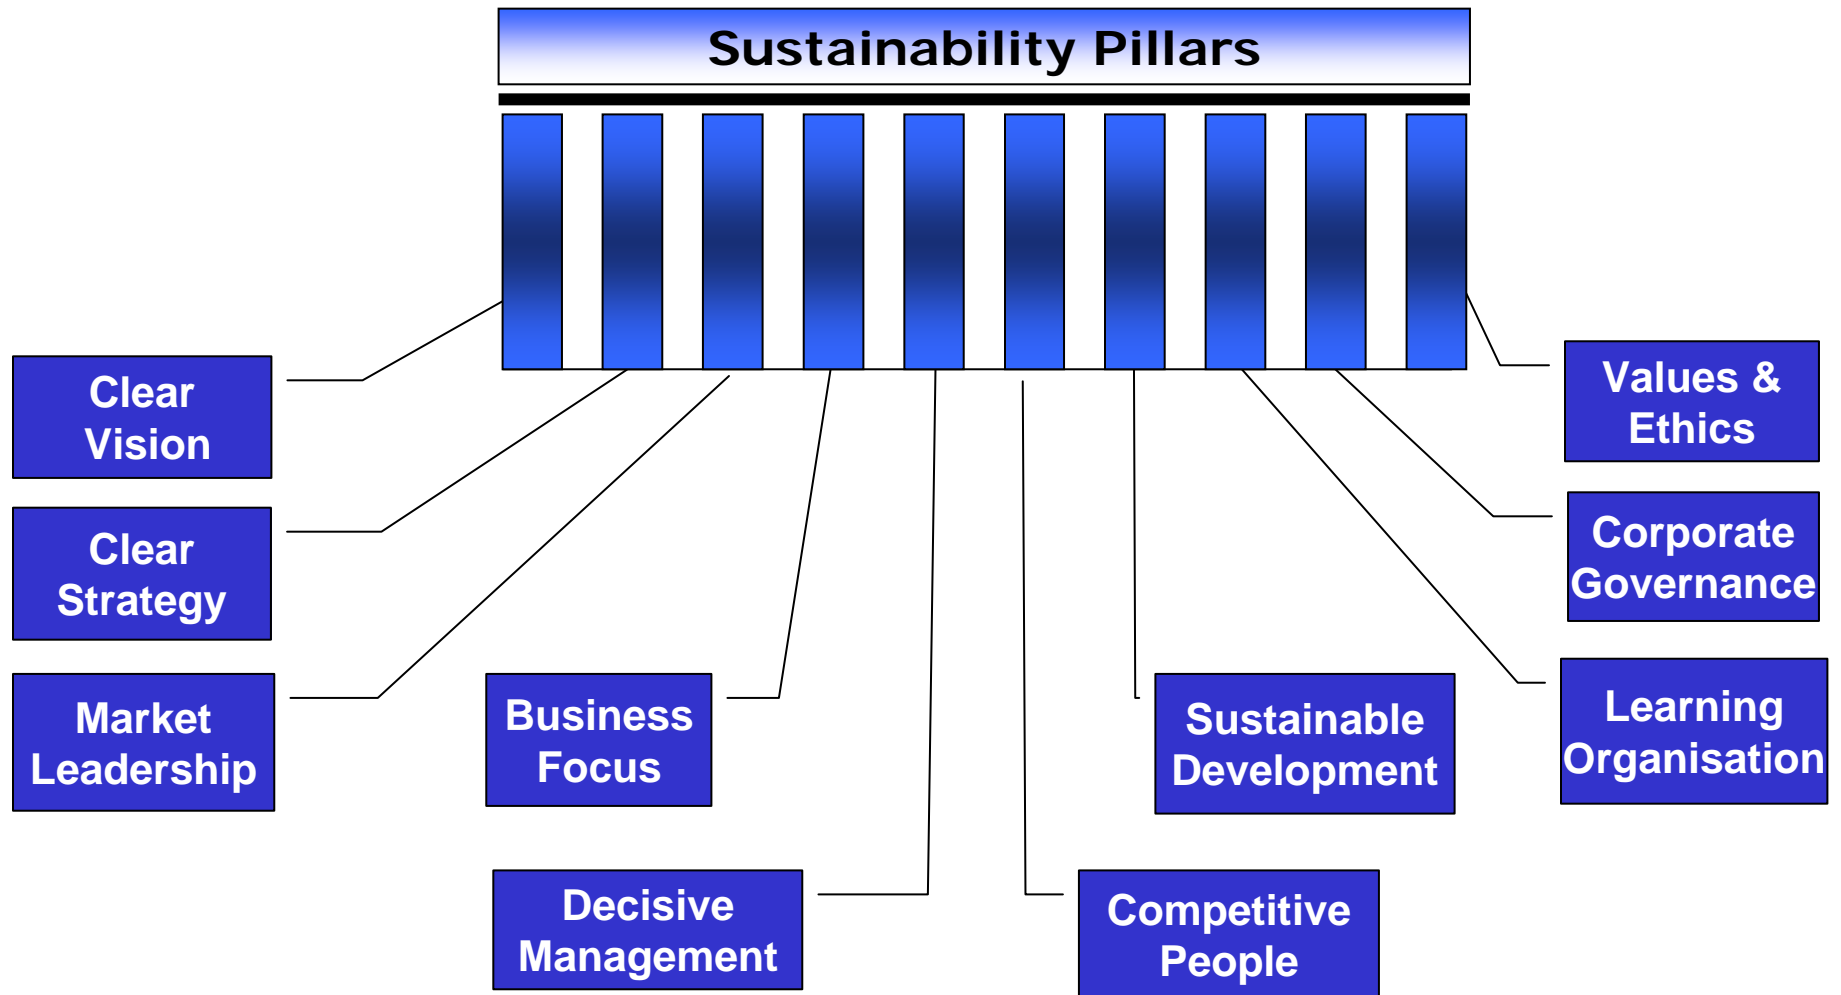 Sustainability Pillars
Clear
Vision
Clear
Strategy
Market
Leadership
Business
Focus
Decisive
Management
Competitive
People
Sustainable
Development
Learning
Organisation
Corporate
Governance
Values &
Ethics